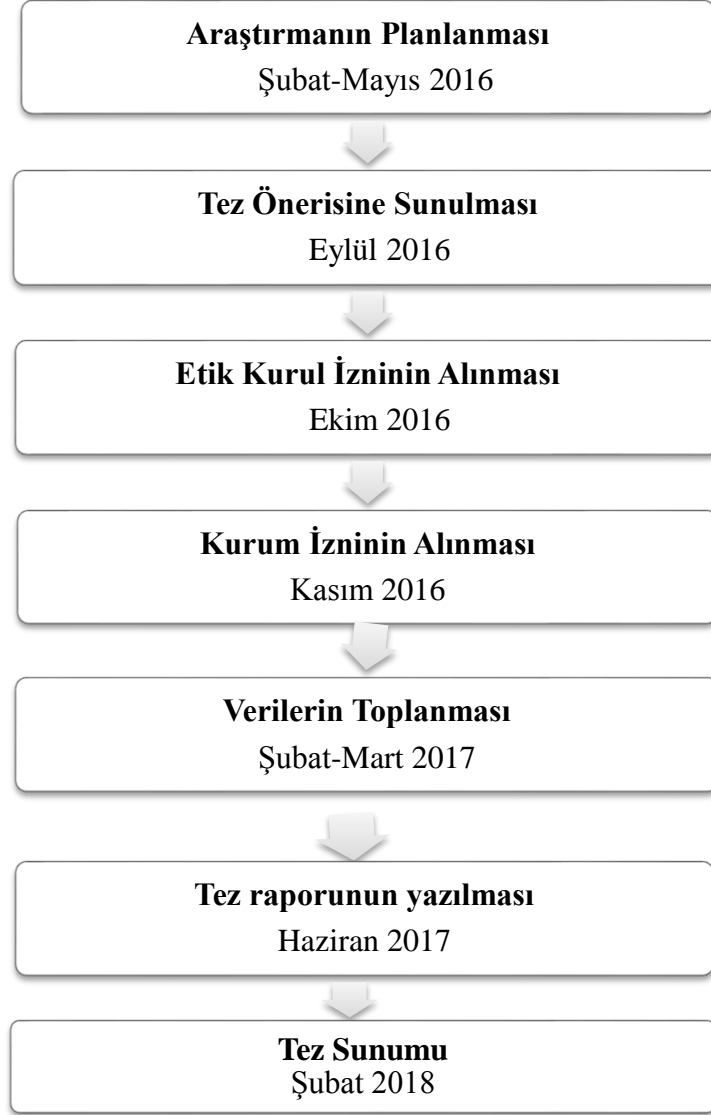 Araştırmanın Planlanması
Şubat-Mayıs 2016
Tez Önerisine Sunulması
Eylül 2016
Etik Kurul İzninin Alınması
Ekim 2016
Kurum İzninin Alınması
Kasım 2016
Verilerin Toplanması
Şubat-Mart 2017
Tez raporunun yazılması
Haziran 2017
Tez Sunumu
Şubat 2018